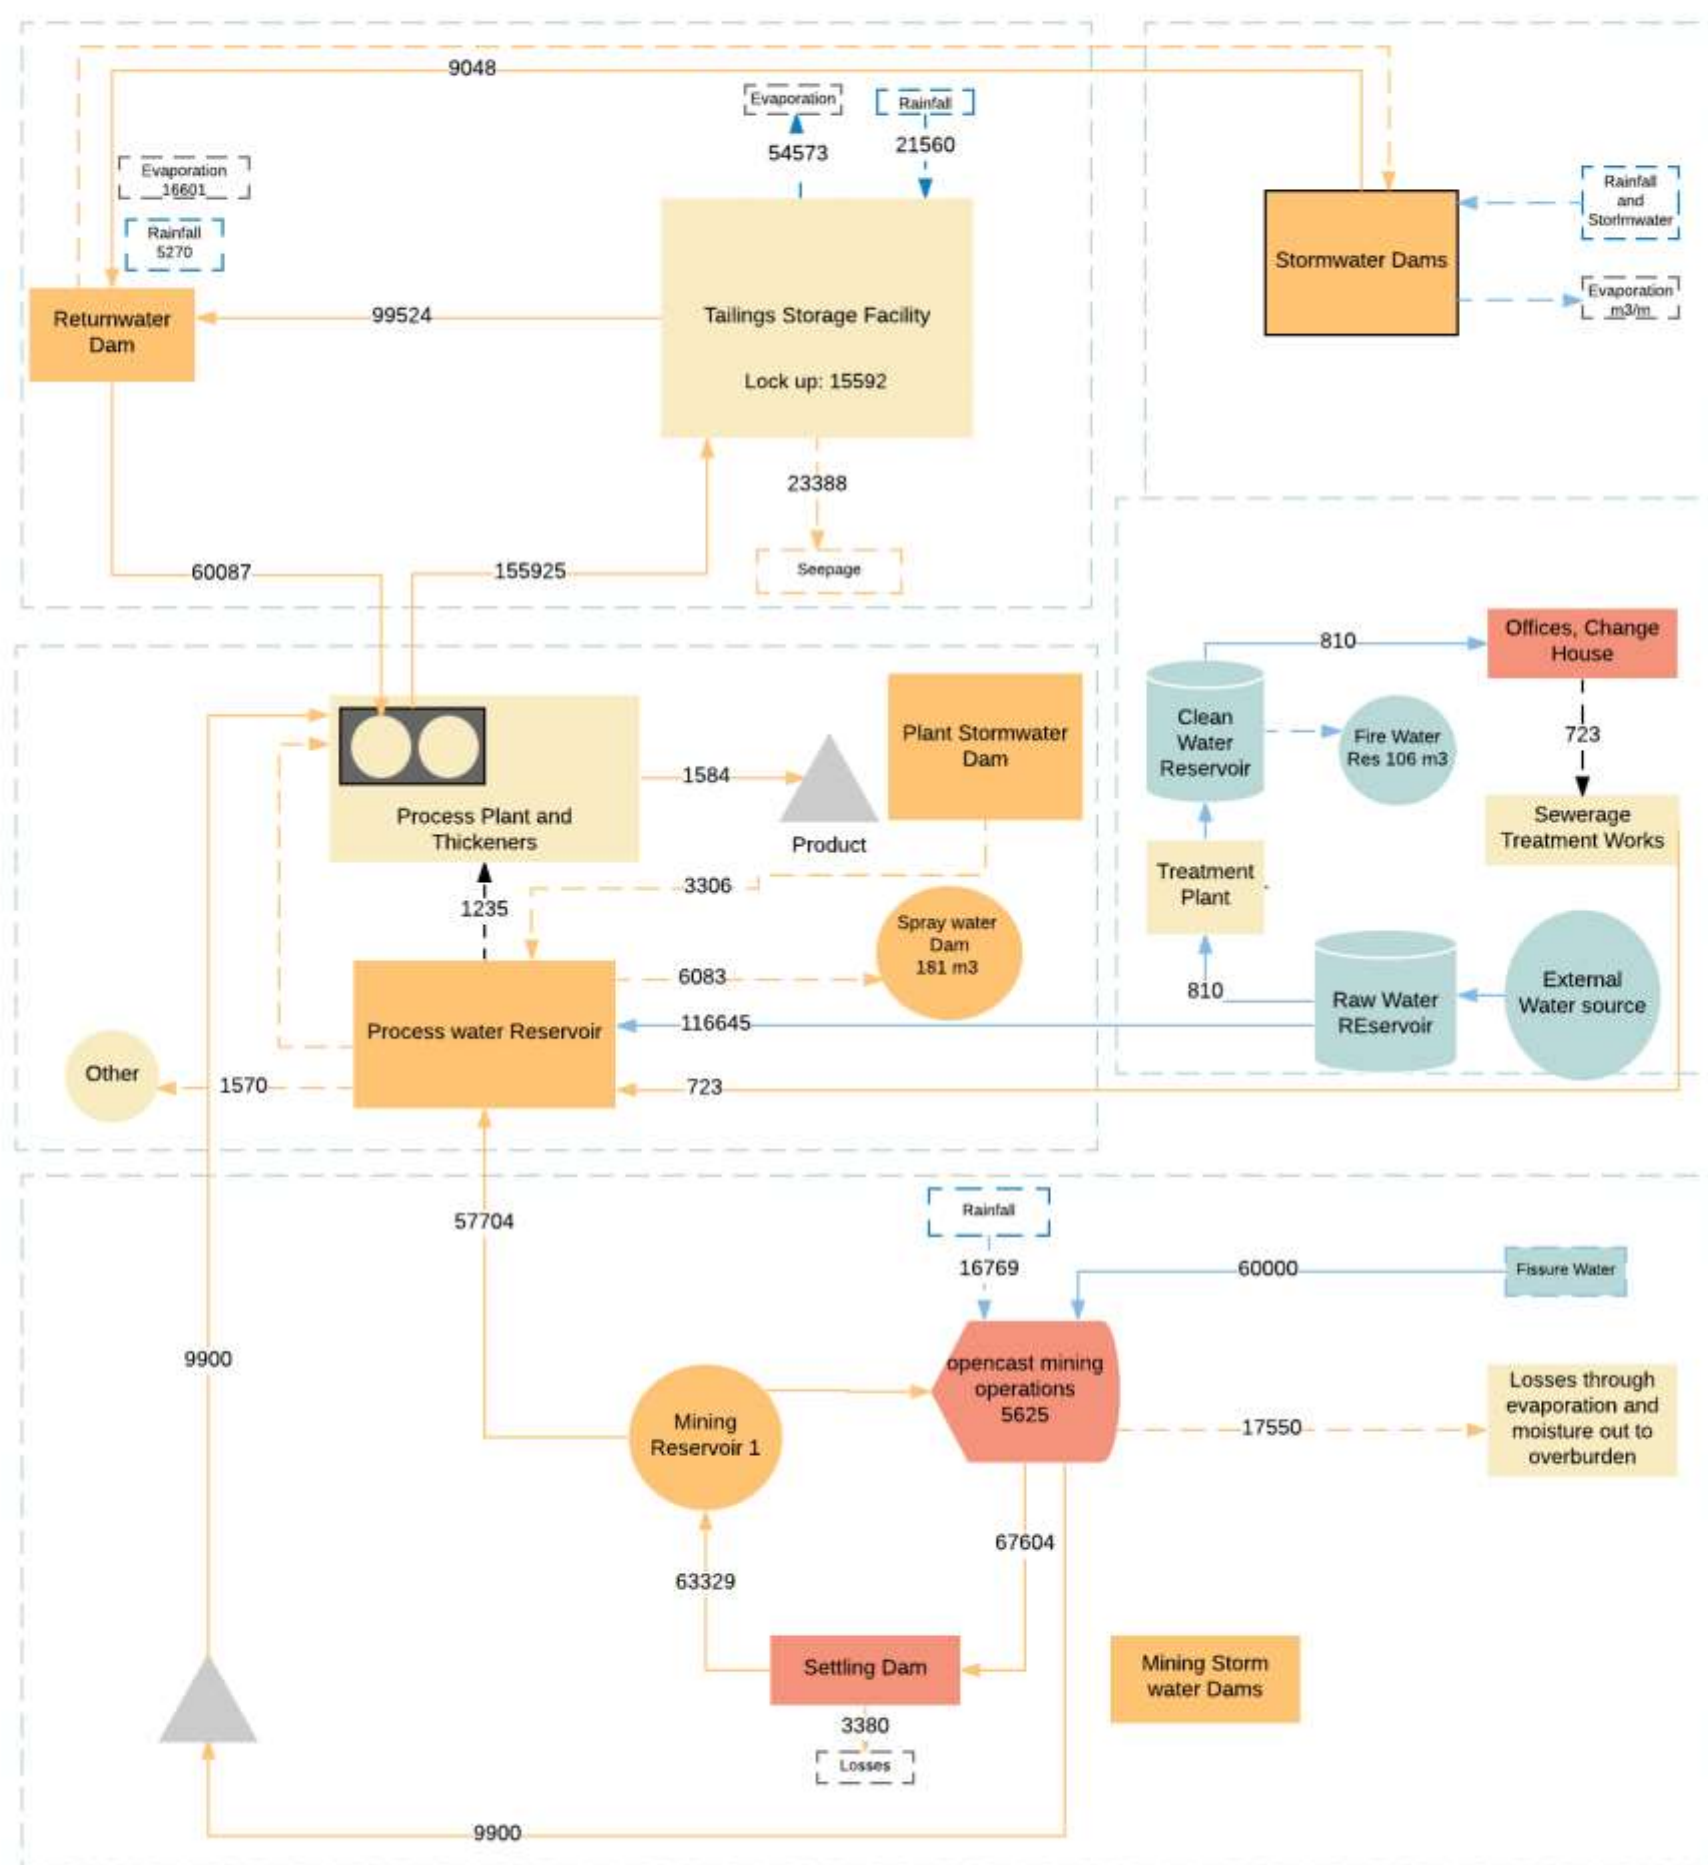 9048
Evaporation
54573
Rainfall
21560
Evaporation
16601
Rainfall
5270
Rainfall
and
Storlmwater
Stormwater Dams
Evaporation
m3/m
Returnwater
Dam
99524
Tailings Storage Facility
Lock up: 15592
23388
Seepage
60087
155925
810
Offices, Change
House
723
Clean
Water
Reservoir
Fire Water
Res 106 m3
Sewerage
Treatment Works
Treatment
Plant
810
Raw Water
REservoir
External
Water source
Process Plant and
Thickeners
1584
Product
Plant Stormwater
Dam
3306
1235
Spray water
Dam
181 m3
6083
Process water Reservoir
116645
723
Other
1570
57704
Rainfall
16769
60000
Fissure Water
9900
Mining
Reservoir 1
opencast mining
operations
5625
17550
Losses through
evaporation and
moisture out to
overburden
67604
63329
Settling Dam
3380
Losses
Mining Storm
water Dams
9900